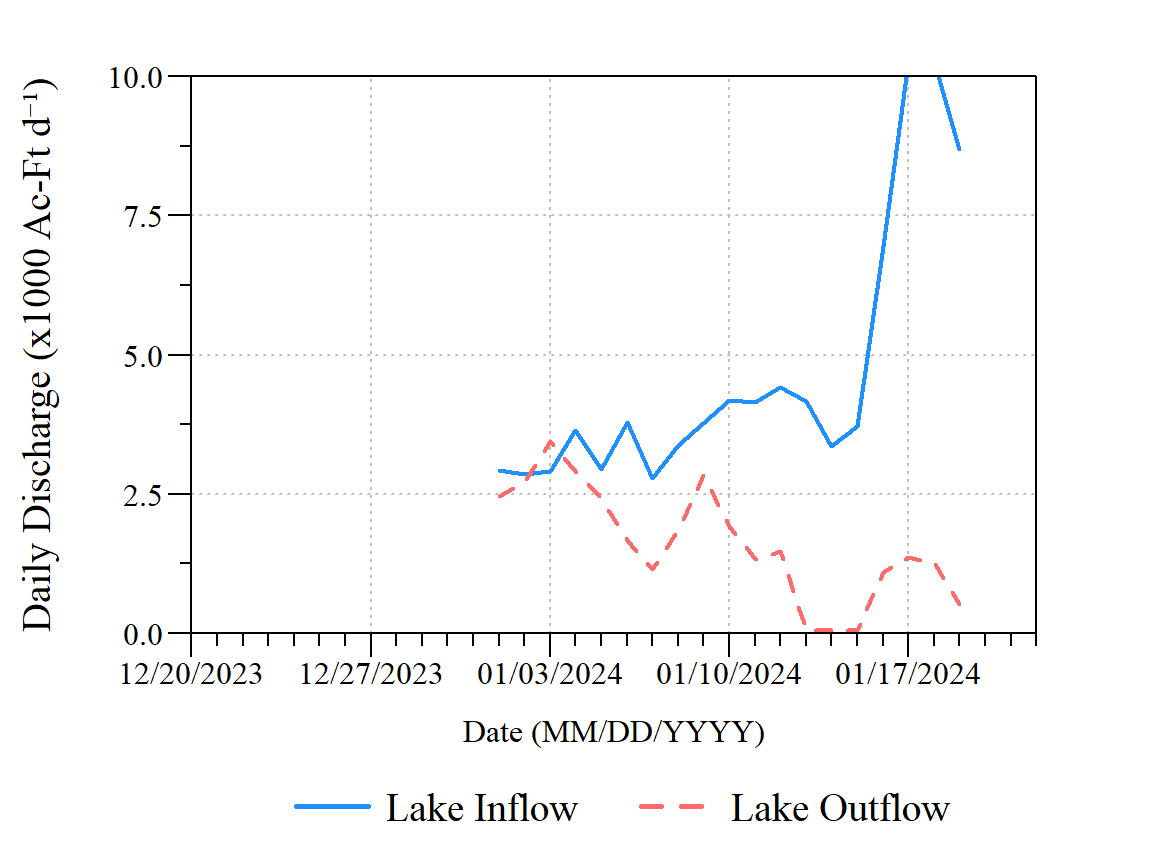 Daily Discharge (x1000 Ac-Ft d⁻¹)
10.0
7.5
5.0
2.5
0.0
12/20/2023 12/27/2023 01/03/2024 01/10/2024 01/17/2024
Date (MM/DD/YYYY)
Lake Inflow Lake Outflow